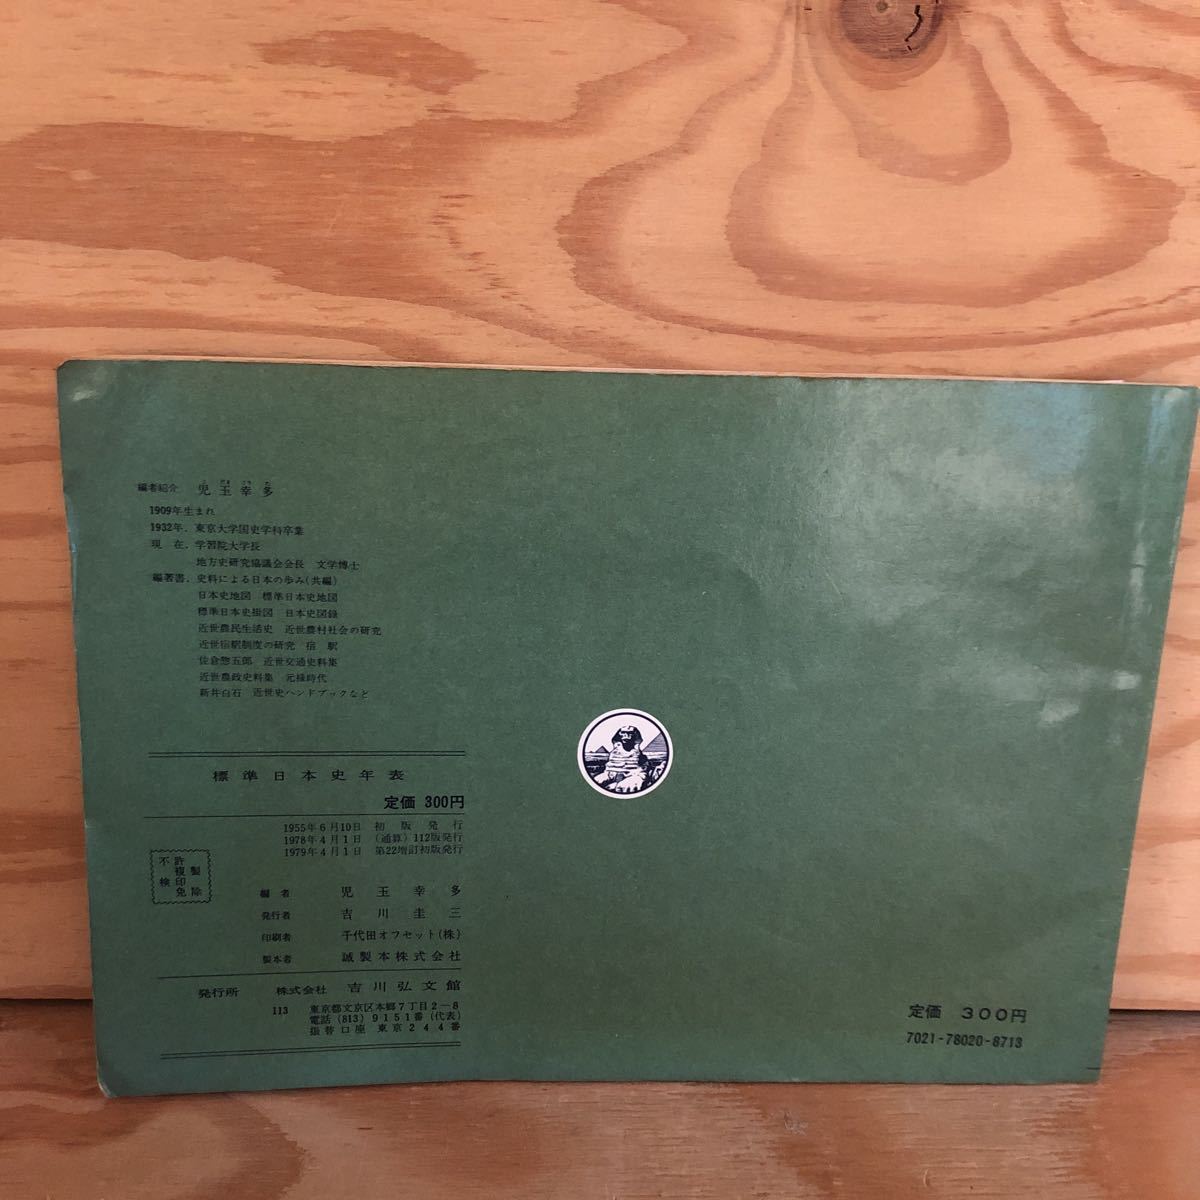 編者紹介 児玉幸多
1909年生まれ
1932年.東京大学国史学科卒業
現在.学習院大学長
地方史研究協議会会長 文学博士
編著書.史料による日本の歩み(共編)
日本史地図 標準日本史地図
標準日本史掛図 日本史図録
近世農民生活史 近世農村社会の研究
近世宿駅制度の研究 宿駅
佐倉惣五郎 近世交通史料集
近世農政史料集 元禄時代
新井白石 近世史ハンドブックなど
標準日本史年表
定価 300円
1955年6月10日 初版発行
1978年4月1日 (通算)112版発行
1979年4月1日 第22増訂初版発行
不許
複製
検印
免除
編者 児玉幸多
発行者 吉川圭三
印刷者 千代田オフセット(株)
製本者 誠製本株式会社
発行所 株式会社 吉川弘文館
113 東京都文京区本郷7丁目2-8
電話(813)9151番(代表)
振替口座 東京244番
定価 300円
7021-78020-8713